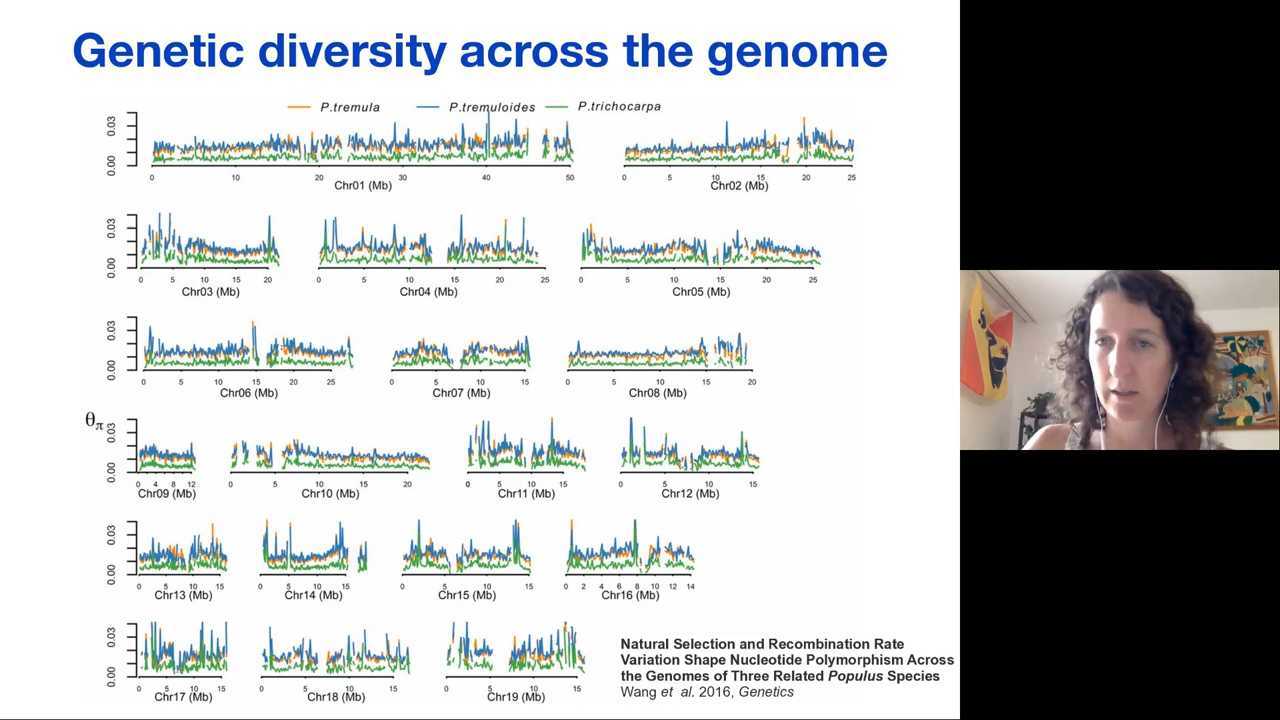 Genetic diversity across the genome
P.tremula P.tremuloides P.trichocarpa
0.03
0.00
0 10 20 30 40 50
Chr01 (Mb)
0 5 10 15 20 25
Chr02 (Mb)
0.03
0.00
0 5 10 15 20
Chr03 (Mb)
0 5 10 15 20 25
Chr04 (Mb)
0 5 10 15 20 25
Chr05 (Mb)
0.03
0.00
0 5 10 15 20 25
Chr06 (Mb)
0 5 10 15
Chr07 (Mb)
0 5 10 15 20
Chr08 (Mb)
θπ
0.03
0.00
0 4 8 12
Chr09 (Mb)
0 5 10 15 20
Chr10 (Mb)
0 5 10 15
Chr11 (Mb)
0 5 10 15
Chr12 (Mb)
0.03
0.00
0 5 10 15
Chr13 (Mb)
0 5 10 15
Chr14 (Mb)
0 5 10 15
Chr15 (Mb)
0 2 4 6 8 10 12 14
Chr16 (Mb)
0.03
0.00
0 5 10 15
Chr17 (Mb)
0 5 10 15
Chr18 (Mb)
0 5 10 15
Chr19 (Mb)
Natural Selection and Recombination Rate
Variation Shape Nucleotide Polymorphism Across
the Genomes of Three Related Populus Species
Wang et al. 2016, Genetics